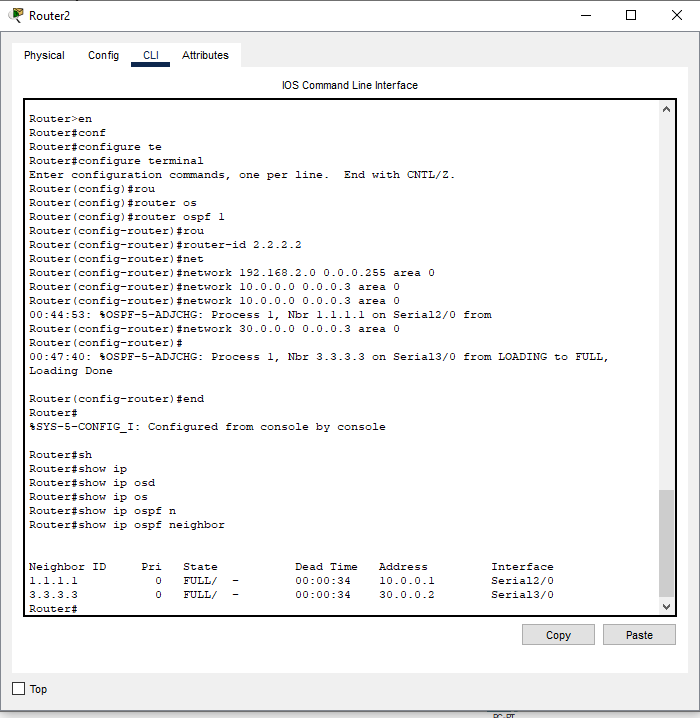 Router2
Physical Config CLI Attributes
IOS Command Line Interface
Router>en
Router#conf
Router#configure te
Router#configure terminal
Enter configuration commands, one per line.  End with CNTL/Z.
Router(config)#rou
Router(config)#router os
Router(config)#router ospf 1
Router(config-router)#rou
Router(config-router)#router-id 2.2.2.2
Router(config-router)#net
Router(config-router)#network 192.168.2.0 0.0.0.255 area 0
Router(config-router)#network 10.0.0.0 0.0.0.3 area 0
Router(config-router)#network 10.0.0.0 0.0.0.3 area 0
00:44:53: %OSPF-5-ADJCHG: Process 1, Nbr 1.1.1.1 on Serial2/0 from
Router(config-router)#network 30.0.0.0 0.0.0.3 area 0
Router(config-router)#
00:47:40: %OSPF-5-ADJCHG: Process 1, Nbr 3.3.3.3 on Serial3/0 from LOADING to FULL,
Loading Done
Router(config-router)#end
Router#
%SYS-5-CONFIG_I: Configured from console by console
Router#sh
Router#show ip
Router#show ip osd
Router#show ip os
Router#show ip ospf n
Router#show ip ospf neighbor
Neighbor ID     Pri   State           Dead Time   Address         Interface
1.1.1.1           0   FULL/  -        00:00:34    10.0.0.1        Serial2/0
3.3.3.3           0   FULL/  -        00:00:34    30.0.0.2        Serial3/0
Router#
Copy Paste
Top